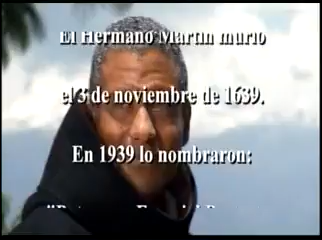 El Hermano Martín murió
el 3 de noviembre de 1639.
En 1939 lo nombraron: